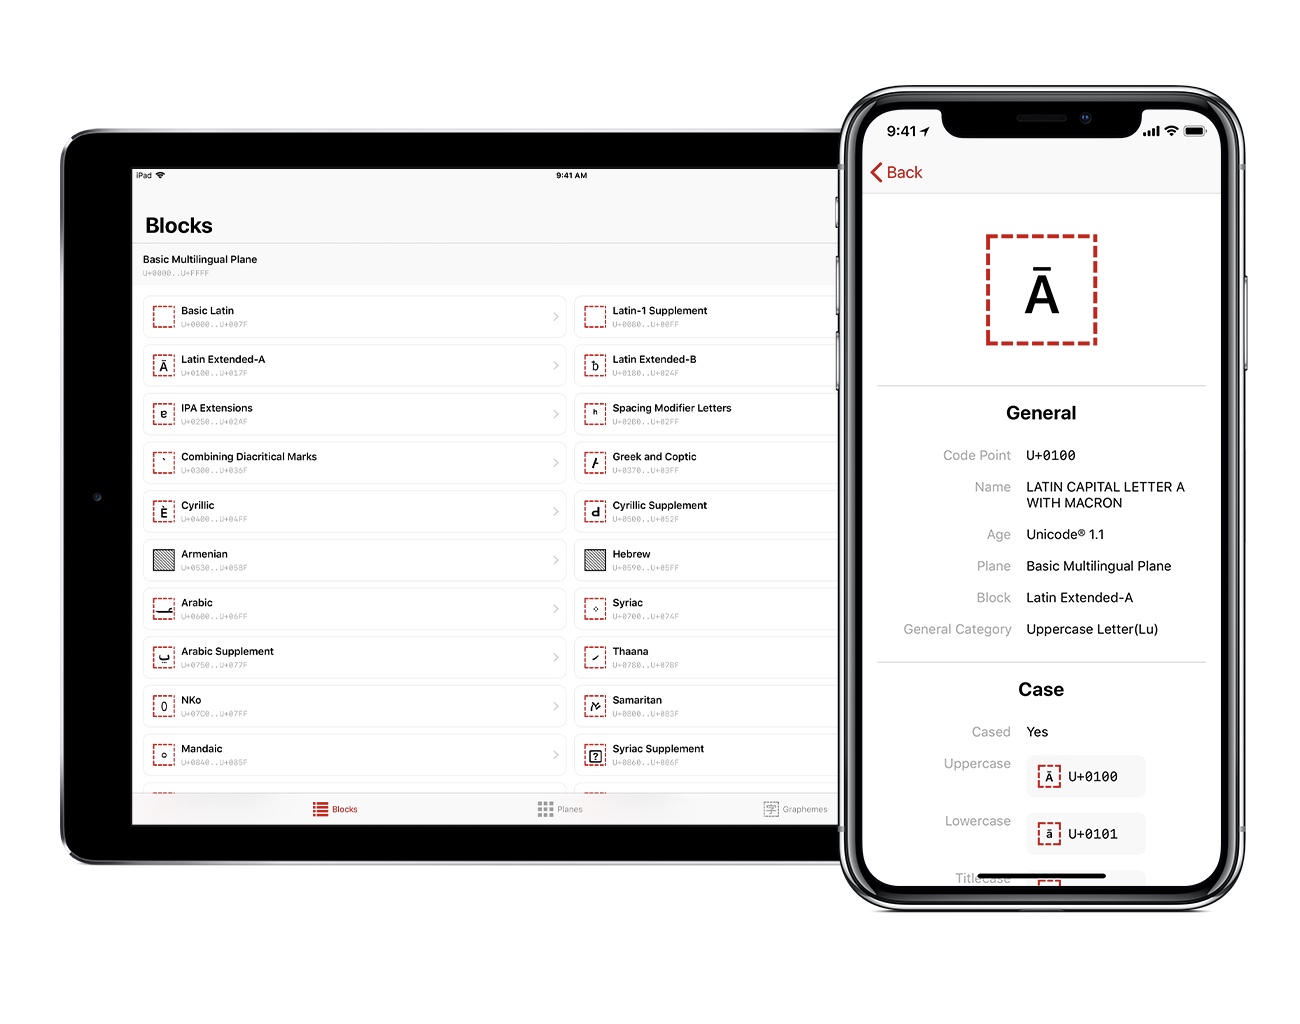 iPad
9:41 AM
Blocks
Basic Multilingual Plane
U+0000..U+FFFF
Basic Latin
U+0000..U+007F
Latin-1 Supplement
U+0080..U+00FF
Ā
Latin Extended-A
U+0100..U+017F
ƀ
Latin Extended-B
U+0180..U+024F
ɐ
IPA Extensions
U+0250..U+02AF
ʰ
Spacing Modifier Letters
U+02B0..U+02FF
Combining Diacritical Marks
U+0300..U+036F
Ͱ
Greek and Coptic
U+0370..U+03FF
Ѐ
Cyrillic
U+0400..U+04FF
ԀCyrillic Supplement
U+0500..U+052F
Armenian
U+0530..U+058F
Hebrew
U+0590..U+05FF
Arabic
U+0600..U+06FF
Syriac
U+0700..U+074F
ݐ
Arabic Supplement
U+0750..U+077F
Thaana
U+0780..U+07BF
߀
NKo
U+07C0..U+07FF
ࠀ
Samaritan
U+0800..U+083F
ࡀ
Mandaic
U+0840..U+085F
?
Syriac Supplement
U+0860..U+086F
Blocks
Planes
字
Graphemes
9:41
Back
Ā
General
Code Point U+0100
Name LATIN CAPITAL LETTER A
WITH MACRON
Age Unicode® 1.1
Plane Basic Multilingual Plane
Block Latin Extended-A
General Category Uppercase Letter(Lu)
Case
Cased Yes
Uppercase Ā U+0100
Lowercase ā U+0101
Titlecase